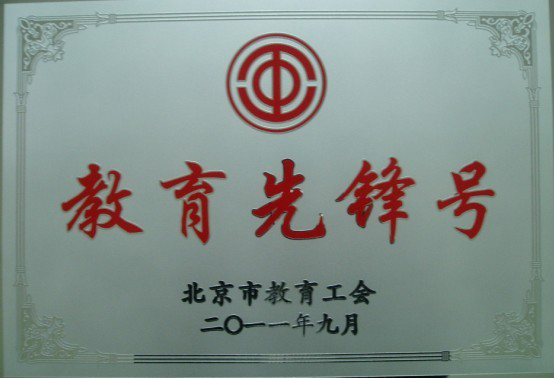 教育先锋号
北京市教育工会
二〇一一年九月